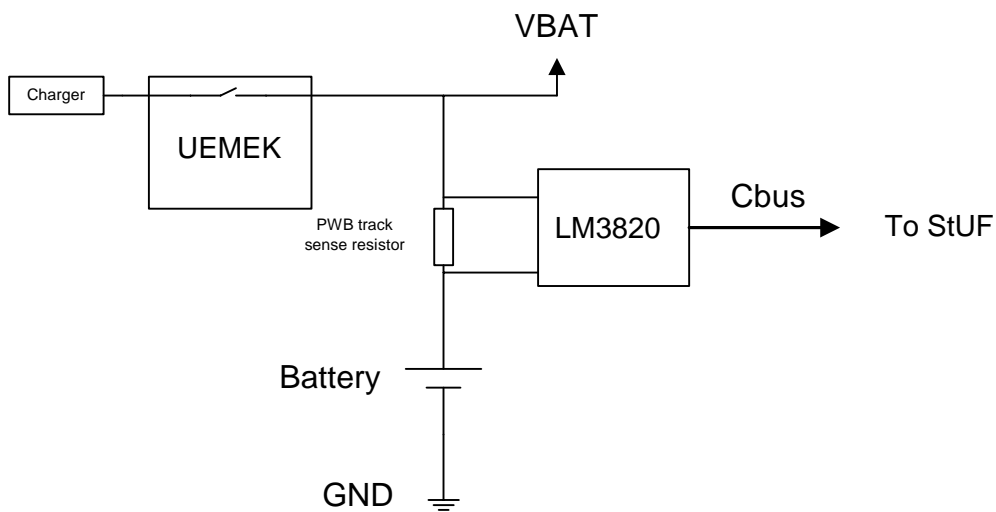 VBAT
Charger
UEMEK
PWB track
sense resistor
LM3820
Cbus
To StUF
Battery
GND